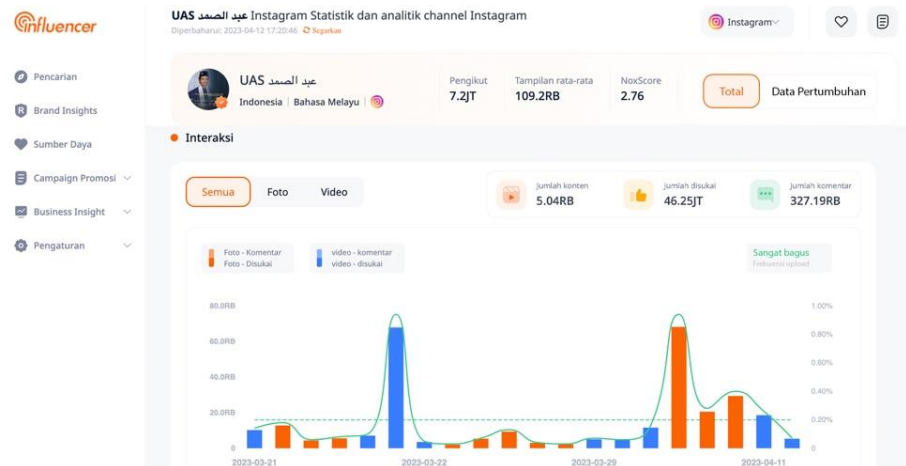 influencer
UAS عبد الصمد Instagram Statistik dan analitik channel Instagram
Diperbaharui: 2023-04-12 17:20:46 Segarkan
Instagram
Pencarian
Brand Insights
Sumber Daya
Campaign Promosi
Business Insight
Pengaturan
UAS عبد الصمد
Indonesia | Bahasa Melayu
Pengikut
7.2JT
Tampilan rata-rata
109.2RB
NoxScore
2.76
Total
Data Pertumbuhan
Interaksi
Semua
Foto
Video
Jumlah konten
5.04RB
Jumlah disukai
46.25JT
Jumlah komentar
327.19RB
Foto - Komentar
Foto - Disukai
video - komentar
video - disukai
Sangat bagus
Frekuensi upload
80.0RB
60.0RB
40.0RB
20.0RB
0
1.00%
0.80%
0.60%
0.40%
0.20%
0
2023-03-21
2023-03-22
2023-03-29
2023-04-11